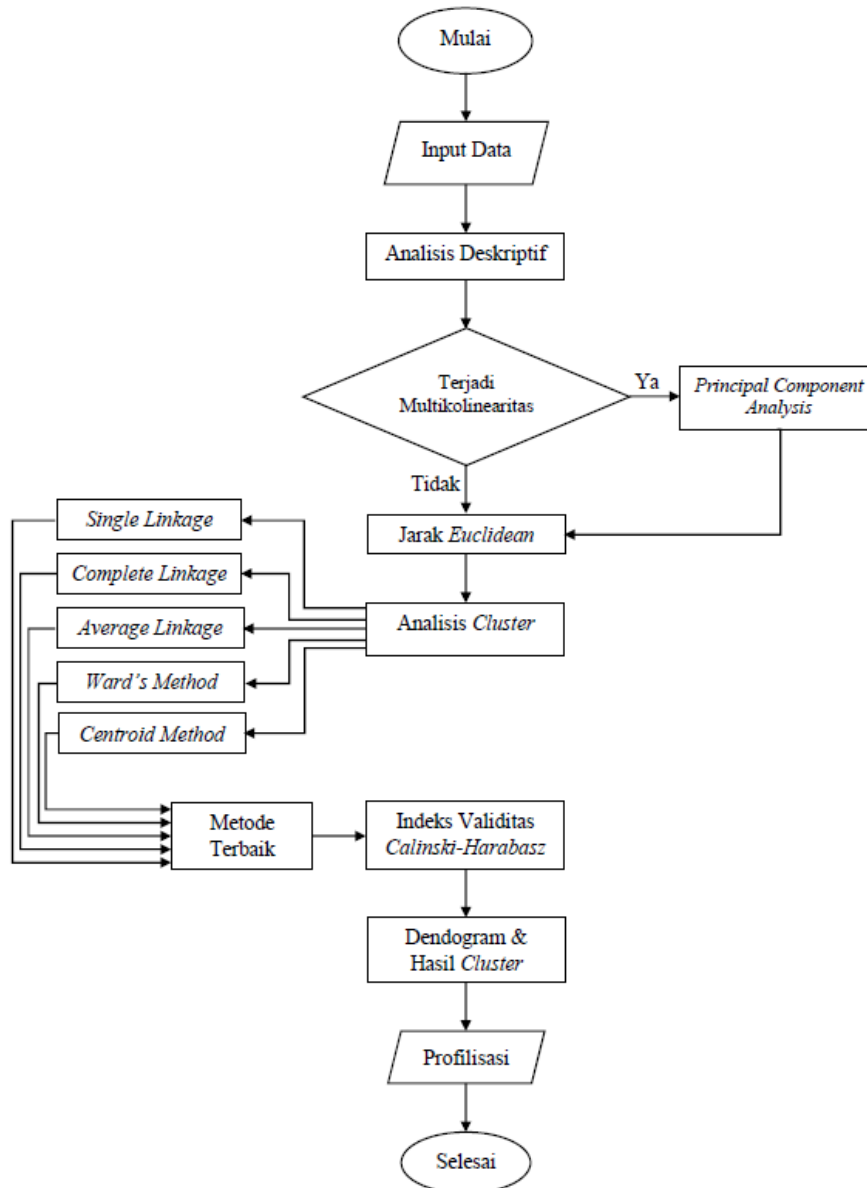 Mulai
Input Data
Analisis Deskriptif
Terjadi
Multikolinearitas
Ya
Principal Component
Analysis
Tidak
Jarak Euclidean
Analisis Cluster
Single Linkage
Complete Linkage
Average Linkage
Ward's Method
Centroid Method
Metode
Terbaik
Indeks Validitas
Calinski-Harabasz
Dendogram &
Hasil Cluster
Profilisasi
Selesai